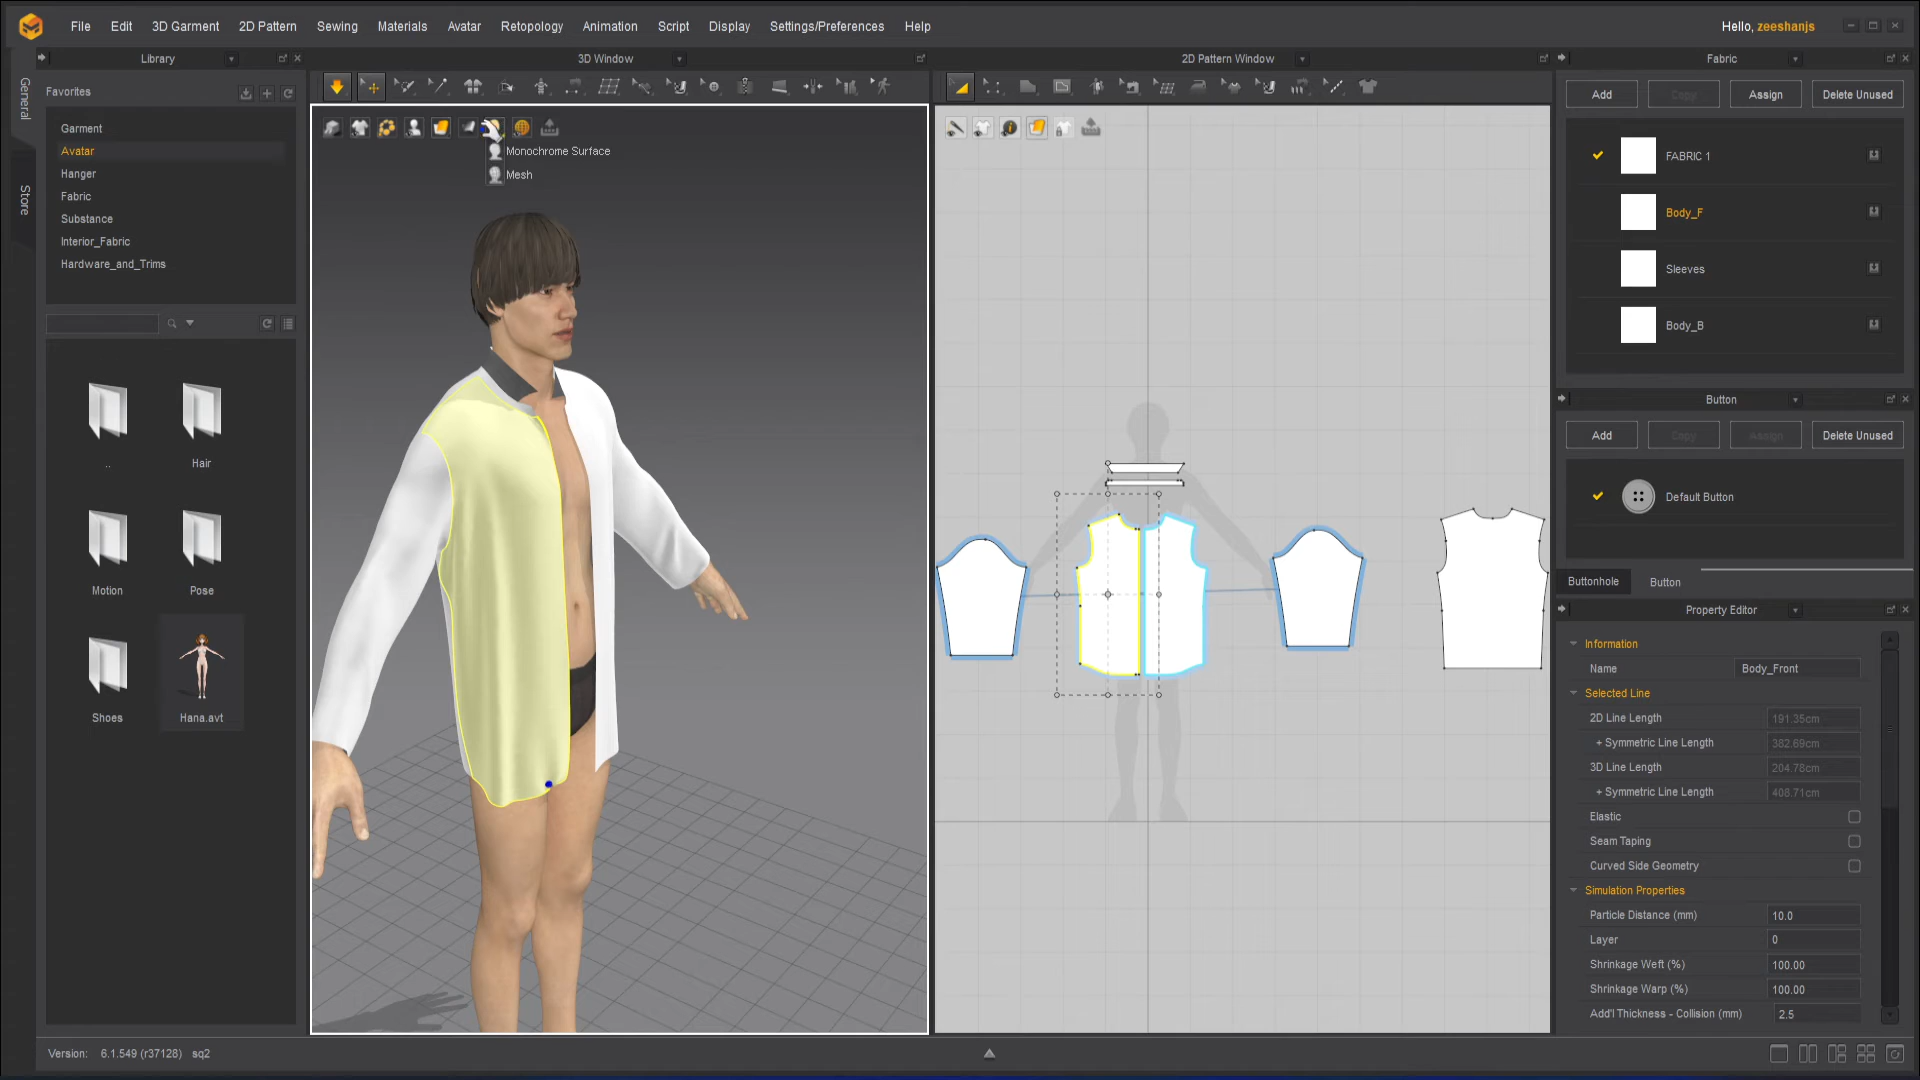 File Edit 3D Garment 2D Pattern Sewing Materials Avatar Retopology Animation Script Display Settings/Preferences Help
Hello, zeeshanjs
Library
3D Window
2D Pattern Window
Fabric
General
Store
Favorites
Garment
Avatar
Hanger
Fabric
Substance
Interior_Fabric
Hardware_and_Trims
..
Hair
Motion
Pose
Shoes
Hana.avt
Monochrome Surface
Mesh
Add Copy Assign Delete Unused
FABRIC 1
Body_F
Sleeves
Body_B
Button
Add Copy Assign Delete Unused
Default Button
Buttonhole Button
Property Editor
Information
Name Body_Front
Selected Line
2D Line Length 191.35cm
+ Symmetric Line Length 382.69cm
3D Line Length 204.78cm
+ Symmetric Line Length 408.71cm
Elastic
Seam Taping
Curved Side Geometry
Simulation Properties
Particle Distance (mm) 10.0
Layer 0
Shrinkage Weft (%) 100.00
Shrinkage Warp (%) 100.00
Add'l Thickness - Collision (mm) 2.5
Version: 6.1.549 (r37128) sq2